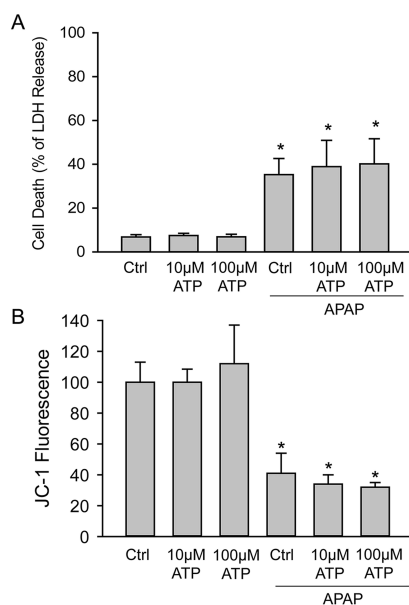 A
Cell Death (% of LDH Release)
100
80
60
40
20
0
* * *
Ctrl 10µM ATP 100µM ATP Ctrl 10µM ATP 100µM ATP
APAP
B
JC-1 Fluorescence
140
120
100
80
60
40
20
0
* * *
Ctrl 10µM ATP 100µM ATP Ctrl 10µM ATP 100µM ATP
APAP